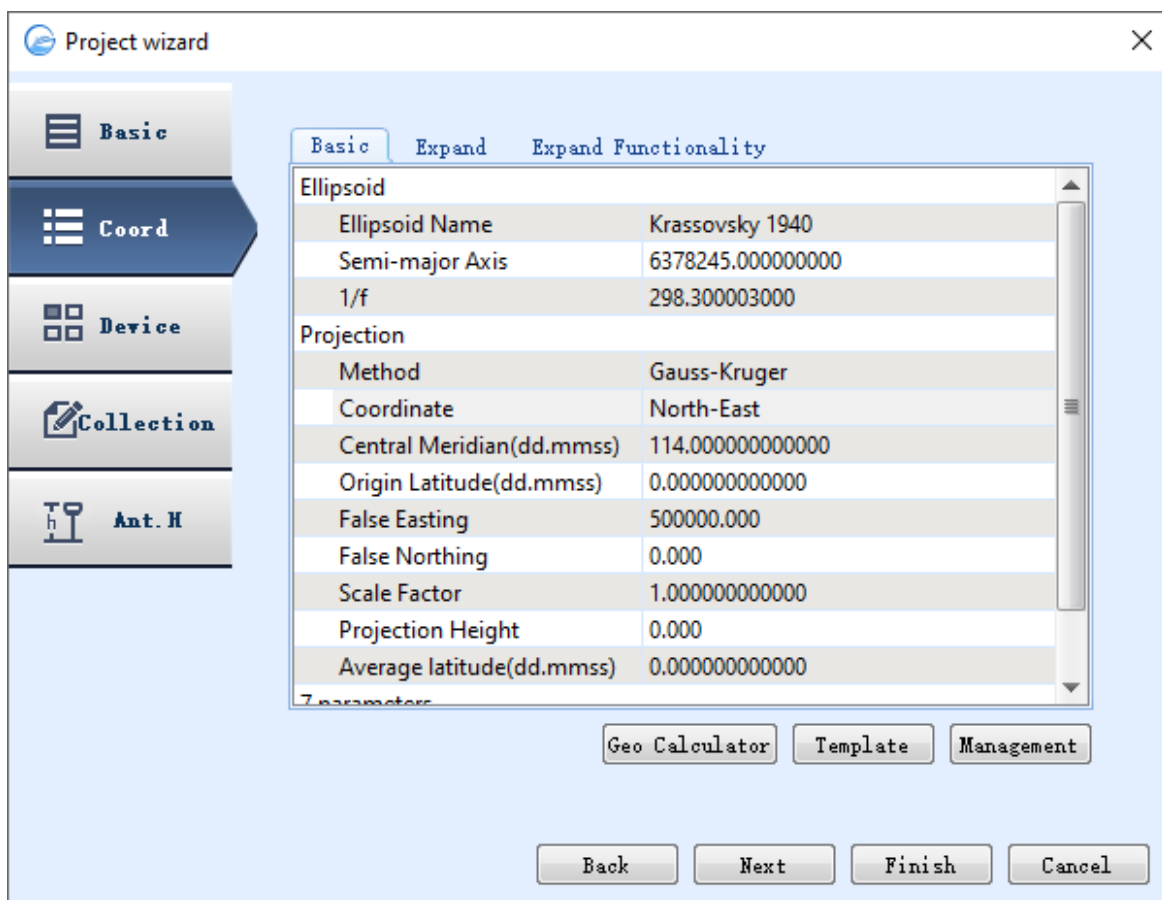 Project wizard
Basic
Coord
Device
Collection
Ant.H
Basic Expand Expand Functionality
Ellipsoid
Ellipsoid Name Krassovsky 1940
Semi-major Axis 6378245.000000000
1/f 298.300003000
Projection
Method Gauss-Kruger
Coordinate North-East
Central Meridian(dd.mmss) 114.000000000000
Origin Latitude(dd.mmss) 0.000000000000
False Easting 500000.000
False Northing 0.000
Scale Factor 1.000000000000
Projection Height 0.000
Average latitude(dd.mmss) 0.000000000000
7 parameters
Geo Calculator Template Management
Back Next Finish Cancel